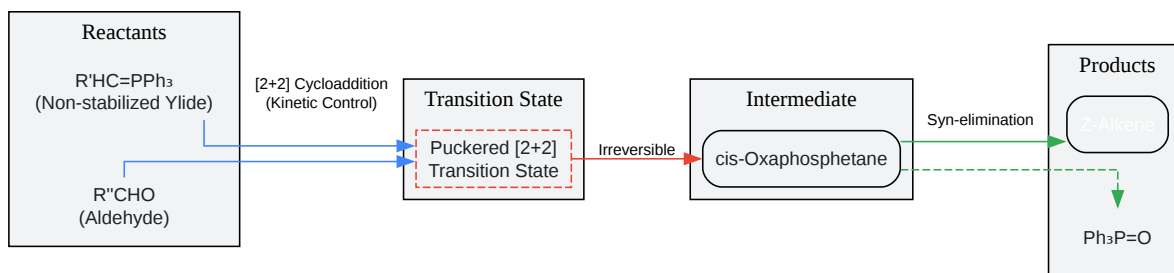 Reactants
R'HC=PPh₃
(Non-stabilized Ylide)
R''CHO
(Aldehyde)
[2+2] Cycloaddition
(Kinetic Control)
Transition State
Puckered [2+2]
Transition State
Irreversible
Intermediate
cis-Oxaphosphetane
Syn-elimination
Products
Z-Alkene
Ph₃P=O